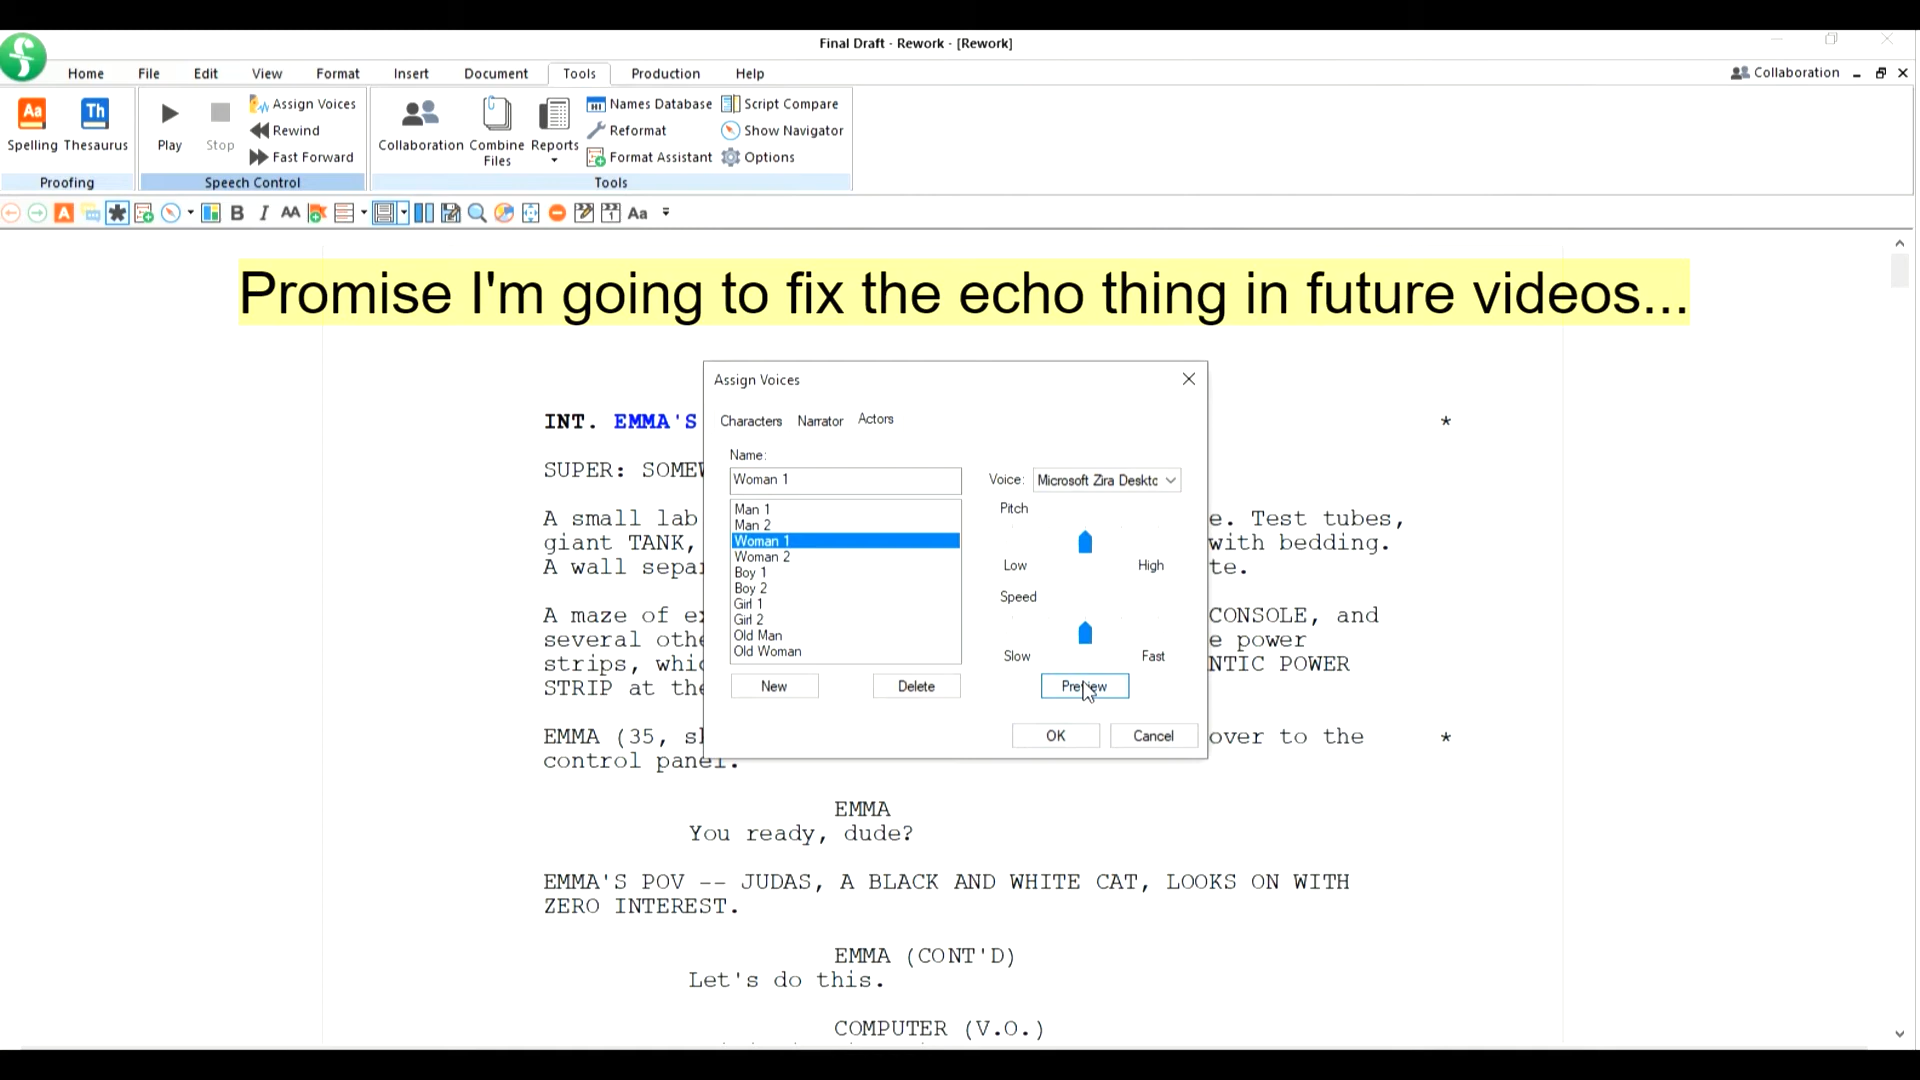 Final Draft - Rework - [Rework]
Home File Edit View Format Insert Document Tools Production Help
Collaboration
Spelling Thesaurus
Proofing
Play Stop
Assign Voices
Rewind
Fast Forward
Speech Control
Collaboration Combine Files Reports
Names Database
Reformat
Format Assistant
Script Compare
Show Navigator
Options
Tools
Promise I'm going to fix the echo thing in future videos...
Assign Voices
Characters Narrator Actors
Name:
Woman 1
Man 1
Man 2
Woman 1
Woman 2
Boy 1
Boy 2
Girl 1
Girl 2
Old Man
Old Woman
New Delete
Voice: Microsoft Zira Deskto
Pitch
Low High
Speed
Slow Fast
Preview
OK Cancel
INT. EMMA'S *
SUPER:
A small lab e. Test tubes,
giant TANK, with bedding.
A wall te.
A maze of CONSOLE, and
several e power
strips, NTIC POWER
STRIP at
EMMA (35, over to the *
control panel.
EMMA
You ready, dude?
EMMA'S POV -- JUDAS, A BLACK AND WHITE CAT, LOOKS ON WITH
ZERO INTEREST.
EMMA (CONT'D)
Let's do this.
COMPUTER (V.O.)